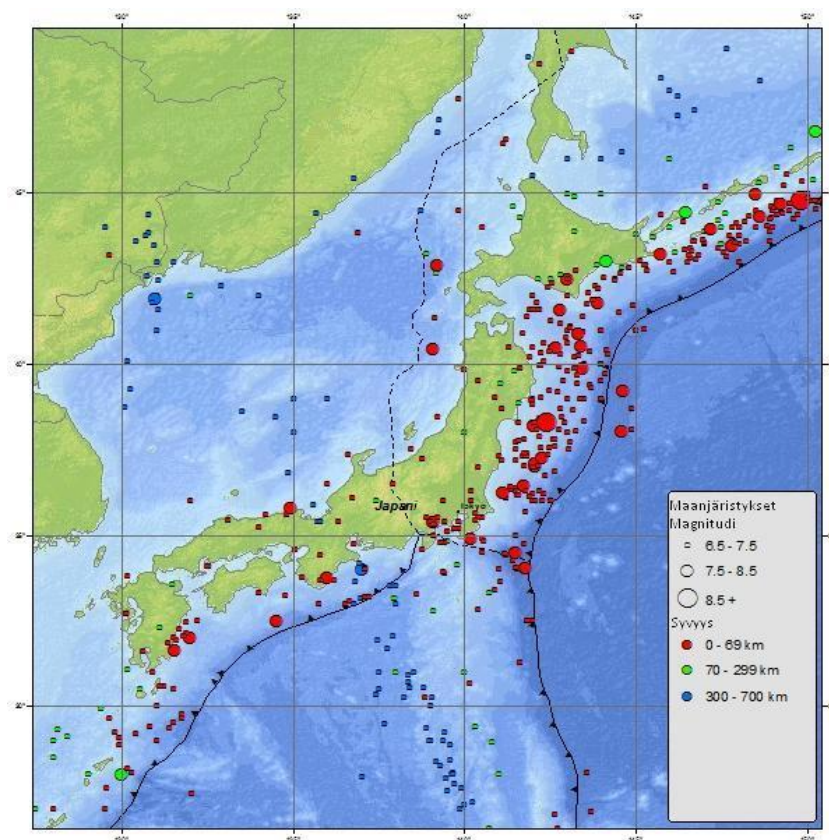 Japani
Tokyo
Maanjäristykset
Magnitudi
6.5 - 7.5
7.5 - 8.5
8.5 +
Syvyys
0 - 69 km
70 - 299 km
300 - 700 km